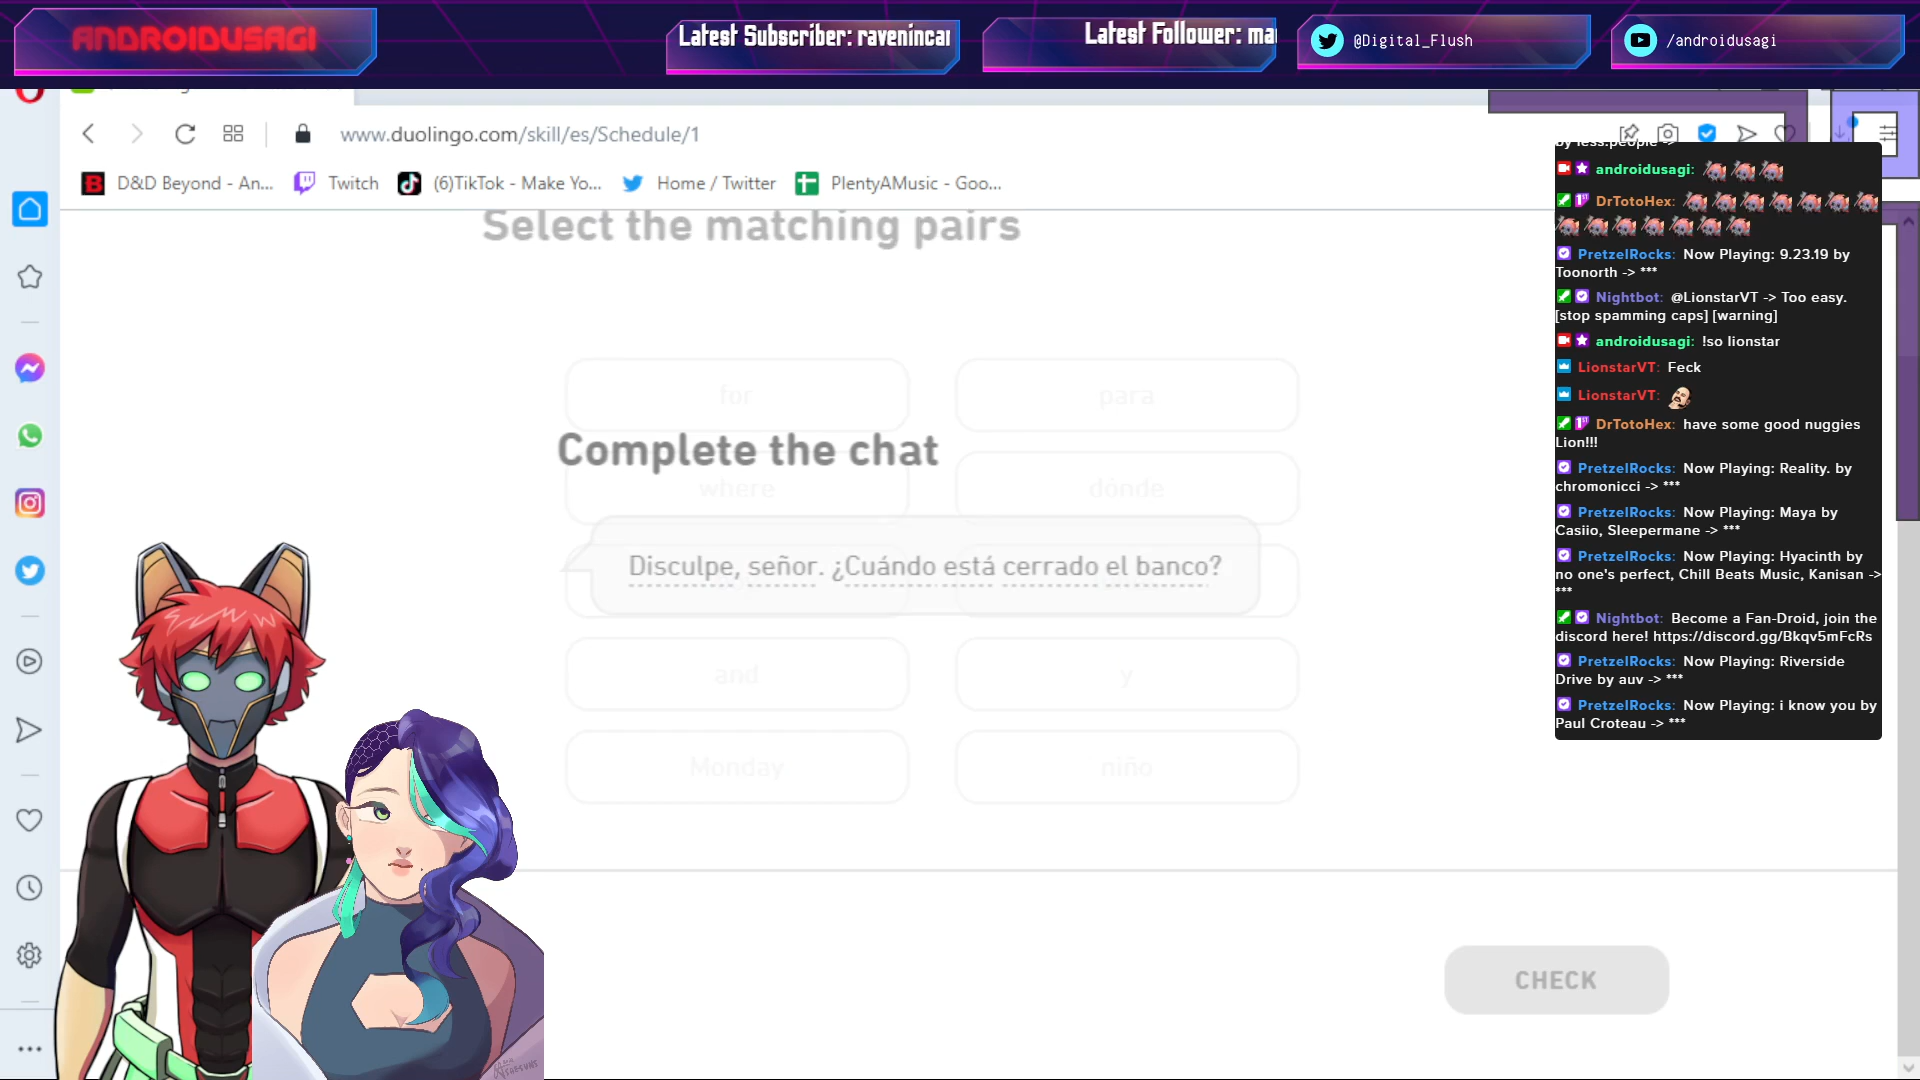 ANDROIDUSAGI
Latest Subscriber: ravenincar
Latest Follower: ma
@Digital_Flush
/androidusagi
www.duolingo.com/skill/es/Schedule/1
D&D Beyond - An...
Twitch
(6)TikTok - Make Yo...
Home / Twitter
PlentyAMusic - Goo...
Select the matching pairs
for
para
Complete the chat
where
dónde
Disculpe, señor. ¿Cuándo está cerrado el banco?
and
y
Monday
niño
CHECK
by less.people ->
androidusagi:
DrTotoHex:
PretzelRocks: Now Playing: 9.23.19 by
Toonorth -> ***
Nightbot: @LionstarVT -> Too easy.
[stop spamming caps] [warning]
androidusagi: !so lionstar
LionstarVT: Feck
LionstarVT:
DrTotoHex: have some good nuggies
Lion!!!
PretzelRocks: Now Playing: Reality. by
chromonicci -> ***
PretzelRocks: Now Playing: Maya by
Casiio, Sleepermane -> ***
PretzelRocks: Now Playing: Hyacinth by
no one's perfect, Chill Beats Music, Kanisan ->
***
Nightbot: Become a Fan-Droid, join the
discord here! https://discord.gg/Bkqv5mFcRs
PretzelRocks: Now Playing: Riverside
Drive by auv -> ***
PretzelRocks: Now Playing: i know you by
Paul Croteau -> ***